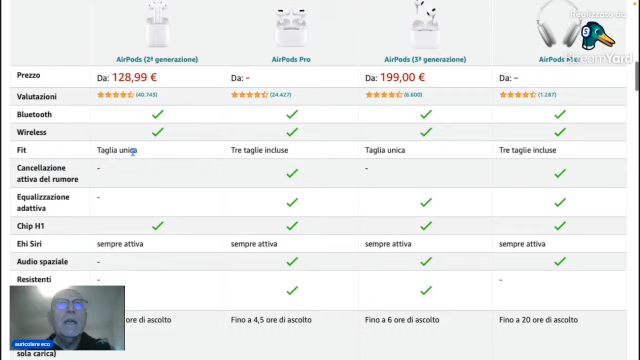 Realizzato da
StreamYard
AirPods (2ª generazione)
AirPods Pro
AirPods (3ª generazione)
AirPods
Prezzo
Da: 128,99 €
Da: -
Da: 199,00 €
Da: -
Valutazioni
(40.743)
(24.427)
(6.600)
(1.287)
Bluetooth
Wireless
Fit
Taglia unica
Tre taglie incluse
Taglia unica
Tre taglie incluse
Cancellazione
attiva del rumore
-
-
Equalizzazione
adattiva
-
Chip H1
Ehi Siri
sempre attiva
sempre attiva
sempre attiva
sempre attiva
Audio spaziale
-
Resistenti
-
-
auricolare eco
ore di ascolto
Fino a 4,5 ore di ascolto
Fino a 6 ore di ascolto
Fino a 20 ore di ascolto
sola carica)